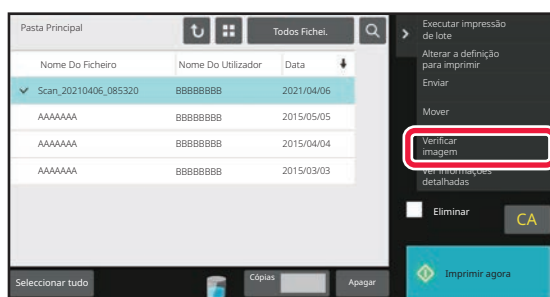 Pasta Principal
Todos Fichei.
Nome Do Ficheiro
Nome Do Utilizador
Data
Scan_20210406_085320
BBBBBBBB
2021/04/06
AAAAAAA
BBBBBBBB
2015/05/05
AAAAAAA
BBBBBBBB
2015/04/04
AAAAAAA
BBBBBBBB
2015/03/03
Seleccionar tudo
Cópias
Apagar
Executar impressão
de lote
Alterar a definição
para imprimir
Enviar
Mover
Verificar
imagem
Ver informações
detalhadas
Eliminar
CA
Imprimir agora